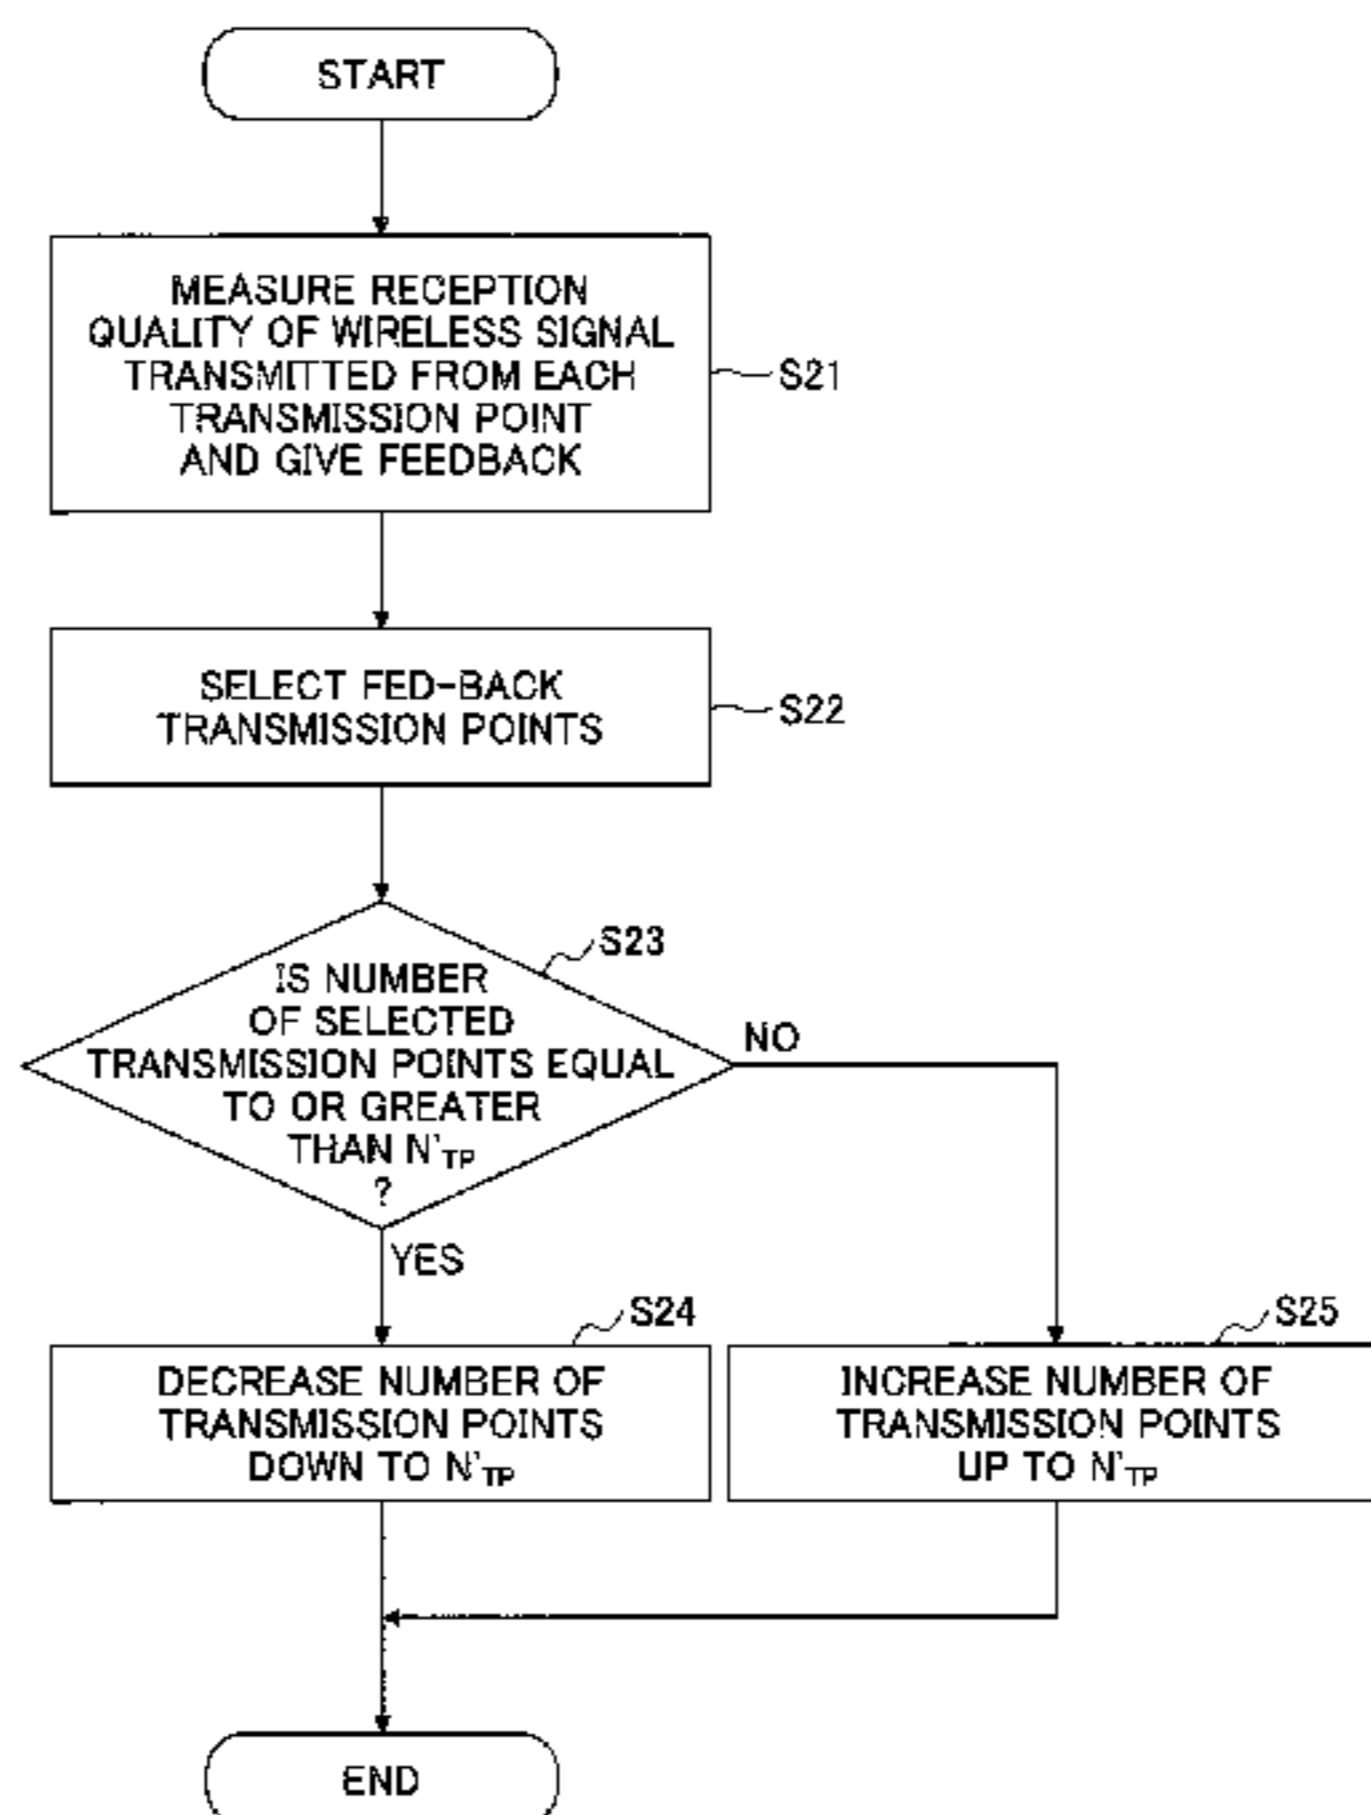 START
MEASURE RECEPTION
QUALITY OF WIRELESS SIGNAL
TRANSMITTED FROM EACH
TRANSMISSION POINT
AND GIVE FEEDBACK
S21
SELECT FED-BACK
TRANSMISSION POINTS
S22
S23
IS NUMBER
OF SELECTED
TRANSMISSION POINTS EQUAL
TO OR GREATER
THAN N'TP
?
NO
YES
S24
DECREASE NUMBER OF
TRANSMISSION POINTS
DOWN TO N'TP
S25
INCREASE NUMBER OF
TRANSMISSION POINTS
UP TO N'TP
END